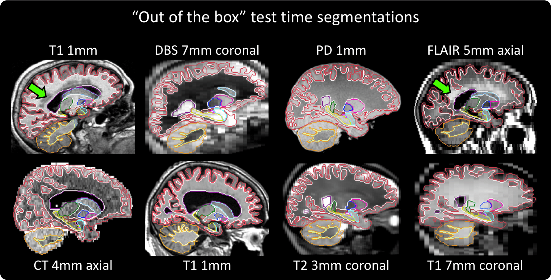 "Out of the box" test time segmentations
T1 1mm
DBS 7mm coronal
PD 1mm
FLAIR 5mm axial
CT 4mm axial
T1 1mm
T2 3mm coronal
T1 7mm coronal